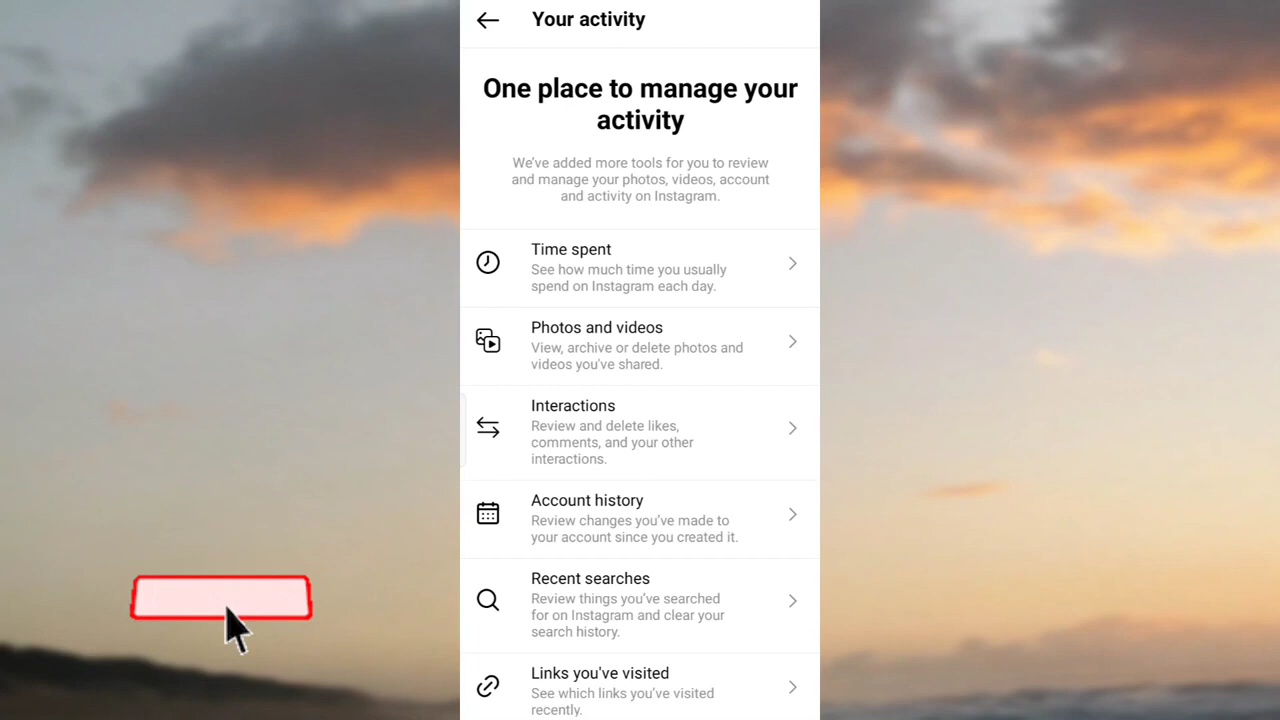 Your activity
One place to manage your
activity
We've added more tools for you to review
and manage your photos, videos, account
and activity on Instagram.
Time spent
See how much time you usually
spend on Instagram each day.
Photos and videos
View, archive or delete photos and
videos you've shared.
Interactions
Review and delete likes,
comments, and your other
interactions.
Account history
Review changes you've made to
your account since you created it.
Recent searches
Review things you've searched
for on Instagram and clear your
search history.
Links you've visited
See which links you've visited
recently.